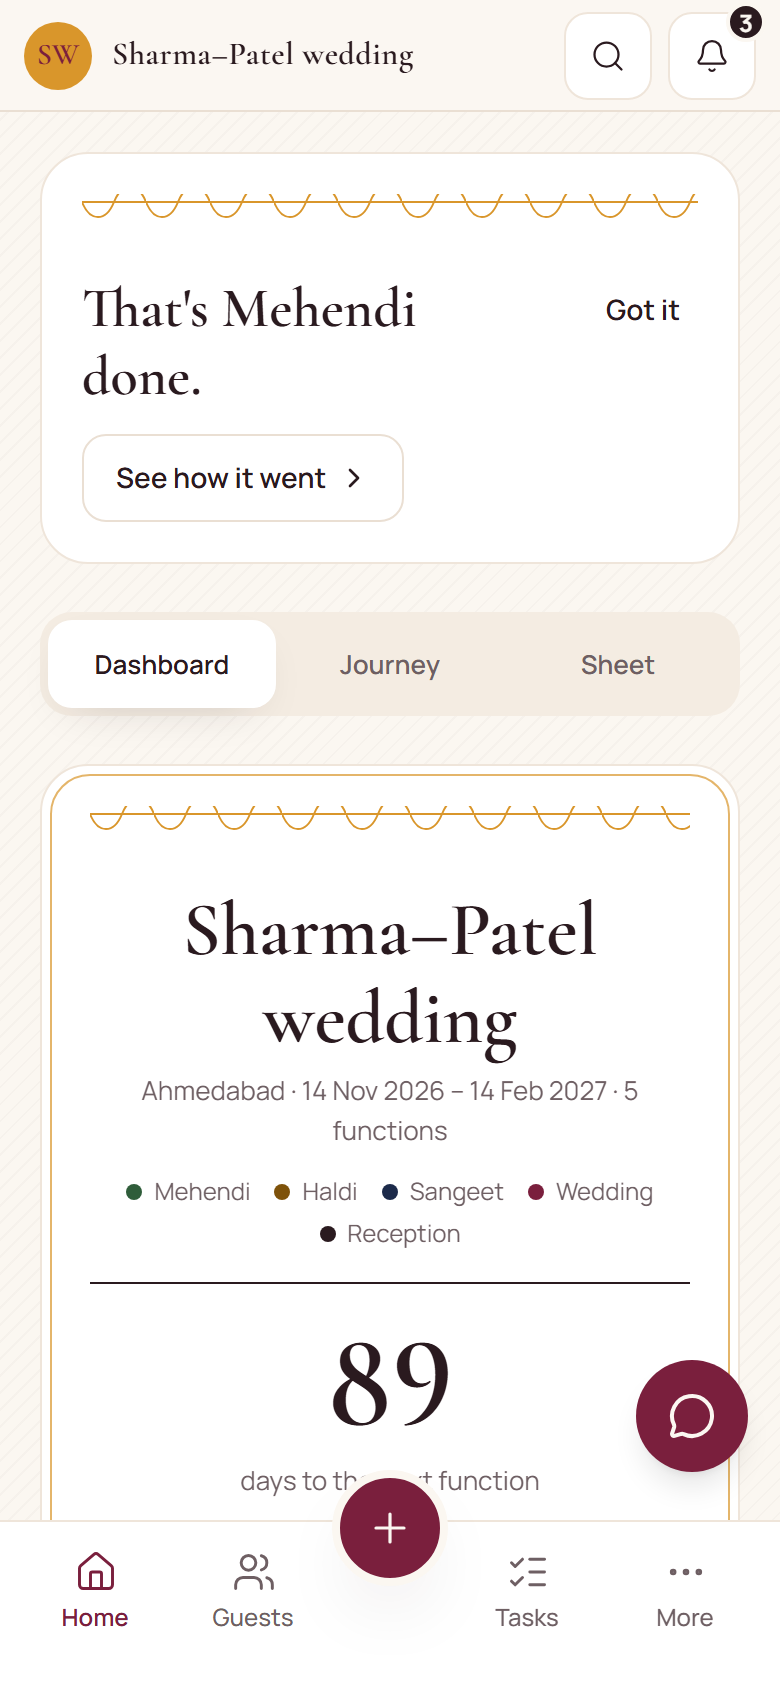 SW Sharma–Patel wedding 3
That's Mehendi
done.
Got it
See how it went
Dashboard Journey Sheet
Sharma–Patel
wedding
Ahmedabad · 14 Nov 2026 – 14 Feb 2027 · 5
functions
Mehendi Haldi Sangeet Wedding
Reception
89
days to function
Home Guests Tasks More